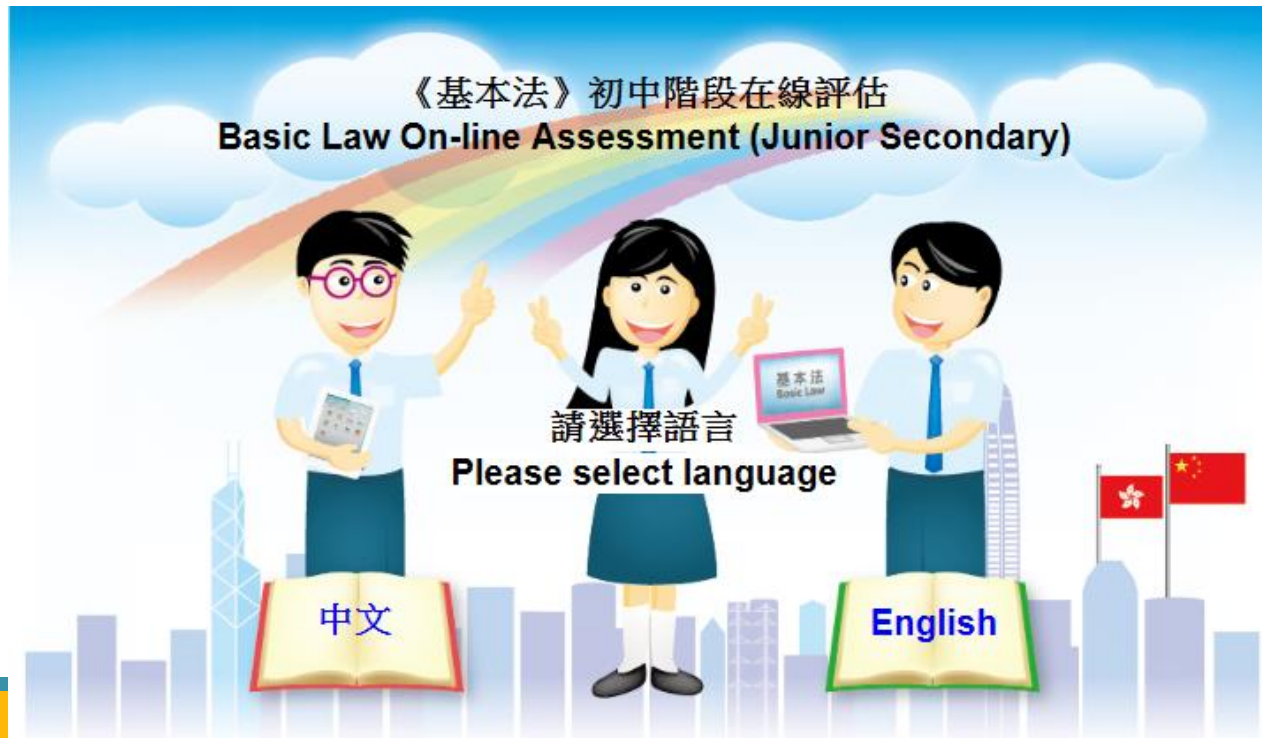 《基本法》初中階段在線評估
Basic Law On-line Assessment (Junior Secondary)
基本法
Basic Law
請選擇語言
Please select language
中文
English